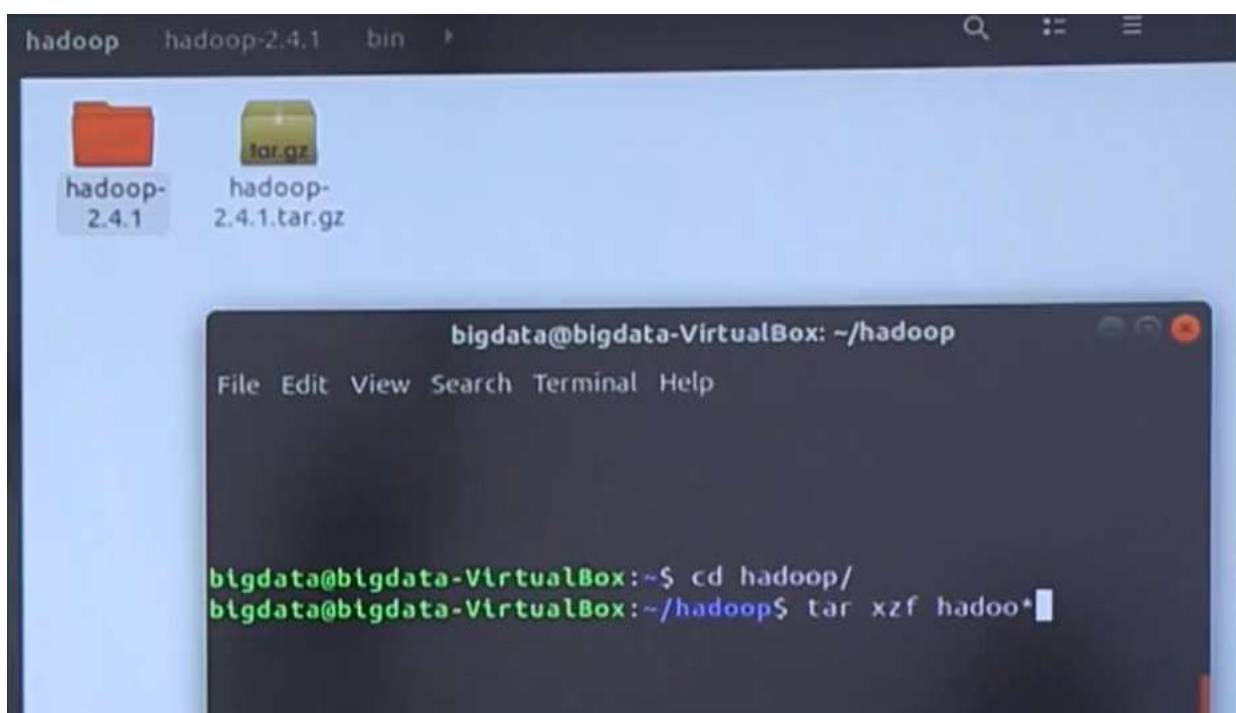 hadoop hadoop-2.4.1 bin
hadoop-
2.4.1
tar.gz
hadoop-
2.4.1.tar.gz
bigdata@bigdata-VirtualBox: ~/hadoop
File Edit View Search Terminal Help
bigdata@bigdata-VirtualBox:~$ cd hadoop/
bigdata@bigdata-VirtualBox:~/hadoop$ tar xzf hadoo*